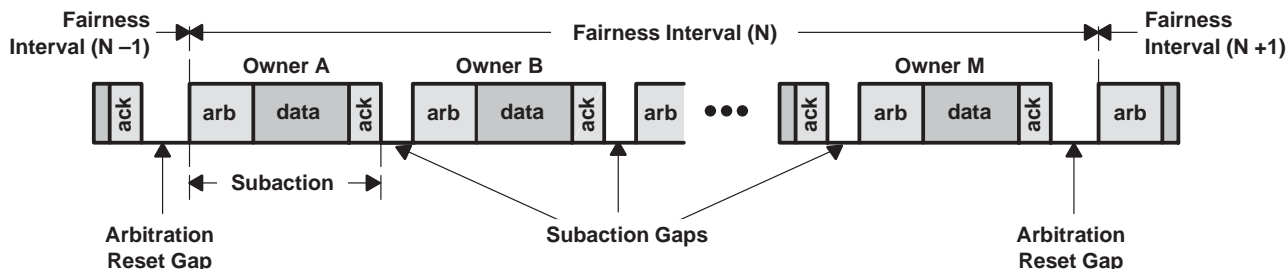 Fairness
Interval (N –1)
Fairness Interval (N)
Fairness
Interval (N +1)
Owner A
Owner B
Owner M
ack
arb
data
ack
arb
data
ack
arb
ack
arb
data
ack
arb
Subaction
Arbitration
Reset Gap
Subaction Gaps
Arbitration
Reset Gap